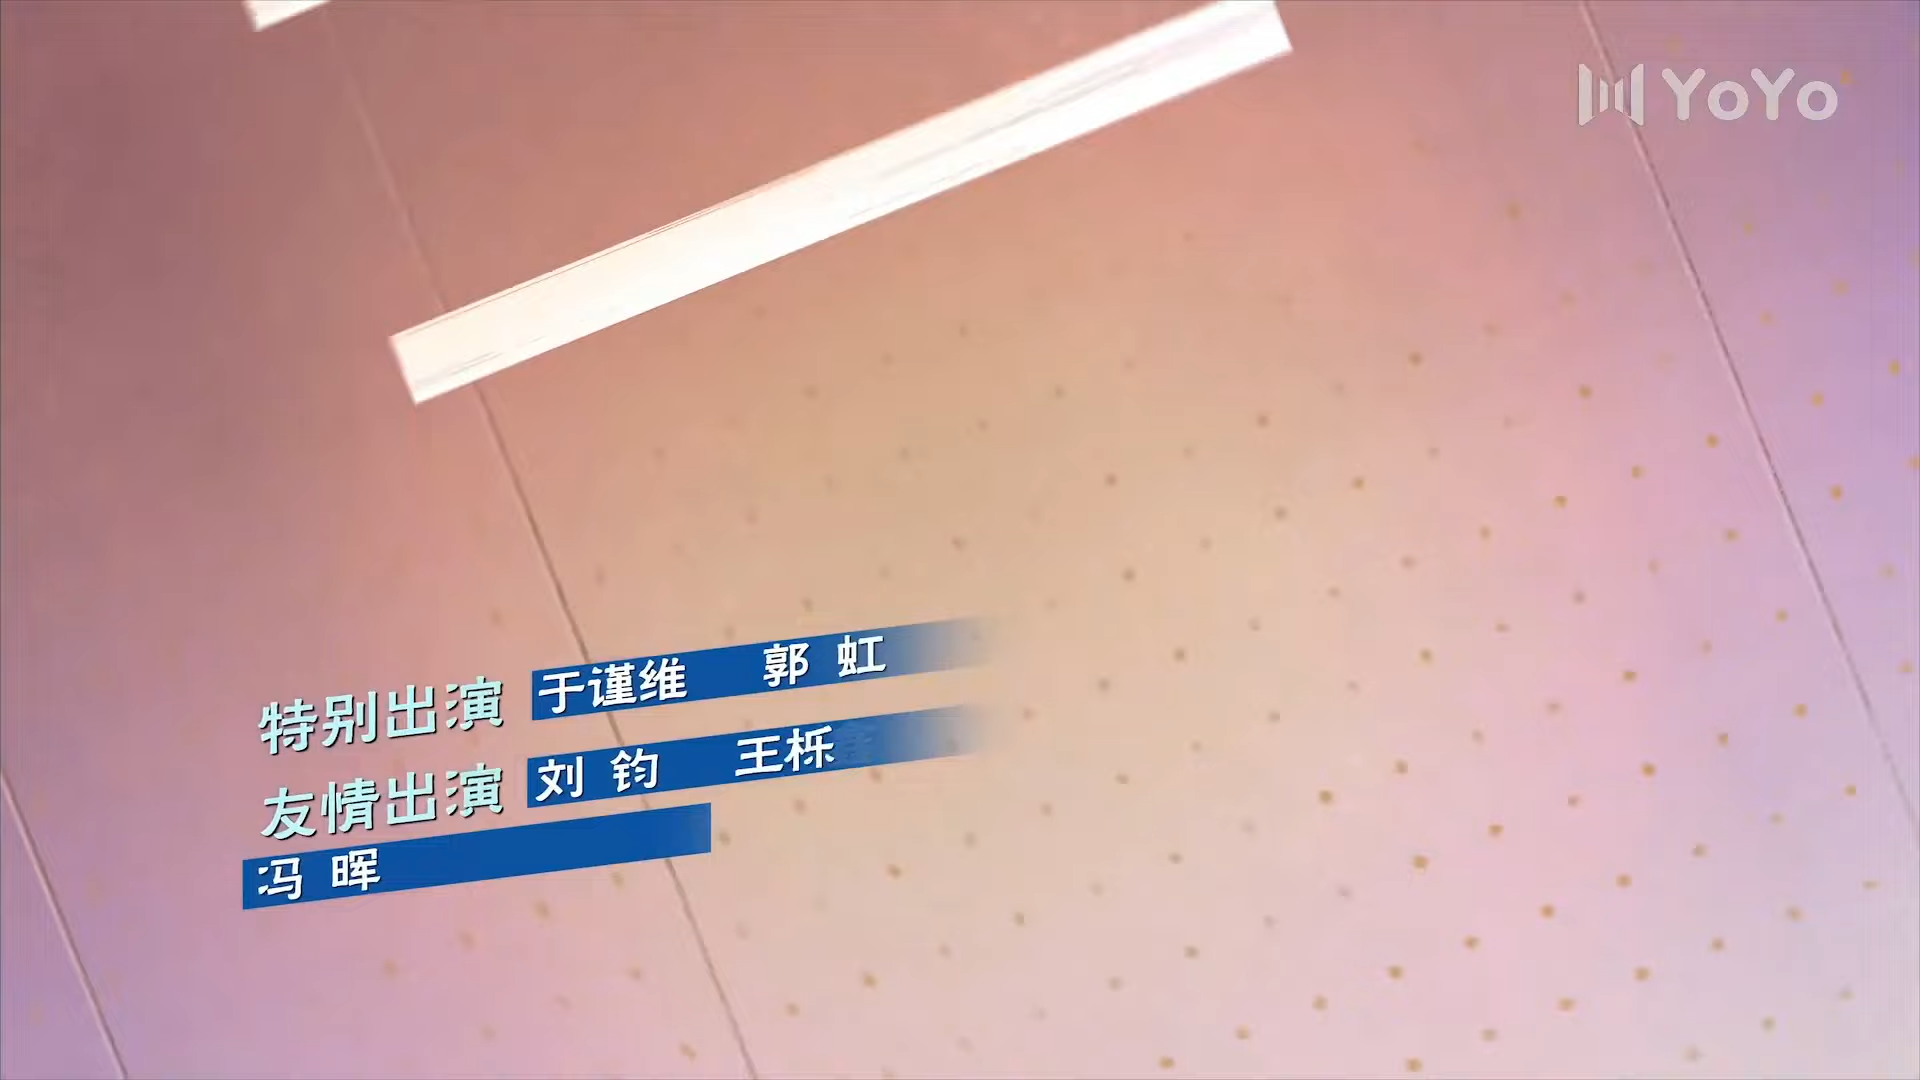 YoYo
特别出演 于谨维 郭 虹
友情出演 刘 钧 王栎
冯 晖